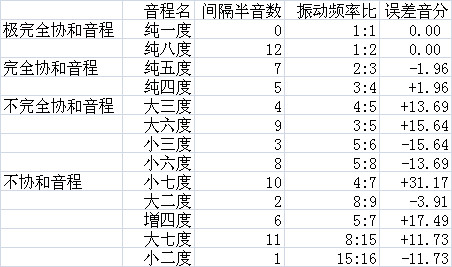 音程名 间隔半音数 振动频率比 误差音分
极完全协和音程 纯一度 0 1:1 0.00
纯八度 12 1:2 0.00
完全协和音程 纯五度 7 2:3 -1.96
纯四度 5 3:4 +1.96
不完全协和音程 大三度 4 4:5 +13.69
大六度 9 3:5 +15.64
小三度 3 5:6 -15.64
小六度 8 5:8 -13.69
不协和音程 小七度 10 4:7 +31.17
大二度 2 8:9 -3.91
增四度 6 5:7 +17.49
大七度 11 8:15 +11.73
小二度 1 15:16 -11.73